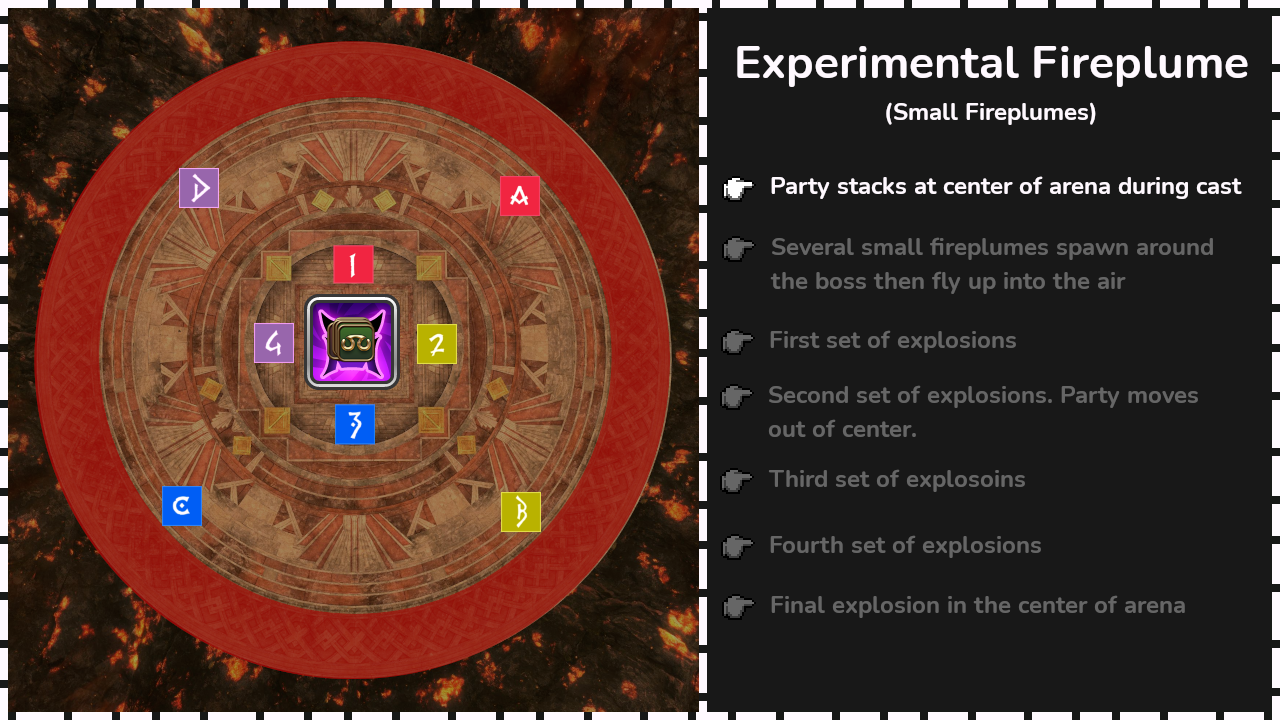 Experimental Fireplume
(Small Fireplumes)
Party stacks at center of arena during cast
Several small fireplumes spawn around
the boss then fly up into the air
First set of explosions
Second set of explosions. Party moves
out of center.
Third set of explosoins
Fourth set of explosions
Final explosion in the center of arena
D
A
1
4
2
3
C
B